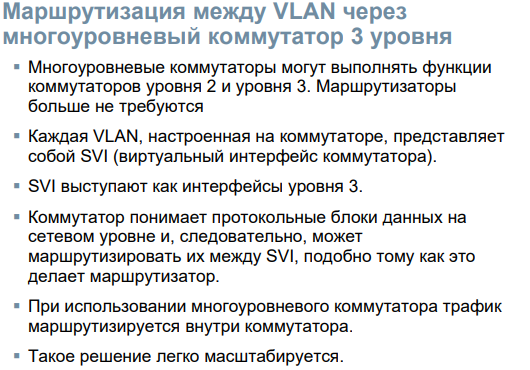 Маршрутизация между VLAN через
многоуровневый коммутатор 3 уровня
▪ Многоуровневые коммутаторы могут выполнять функции
коммутаторов уровня 2 и уровня 3. Маршрутизаторы
больше не требуются
▪ Каждая VLAN, настроенная на коммутаторе, представляет
собой SVI (виртуальный интерфейс коммутатора).
▪ SVI выступают как интерфейсы уровня 3.
▪ Коммутатор понимает протокольные блоки данных на
сетевом уровне и, следовательно, может
маршрутизировать их между SVI, подобно тому как это
делает маршрутизатор.
▪ При использовании многоуровневого коммутатора трафик
маршрутизируется внутри коммутатора.
▪ Такое решение легко масштабируется.